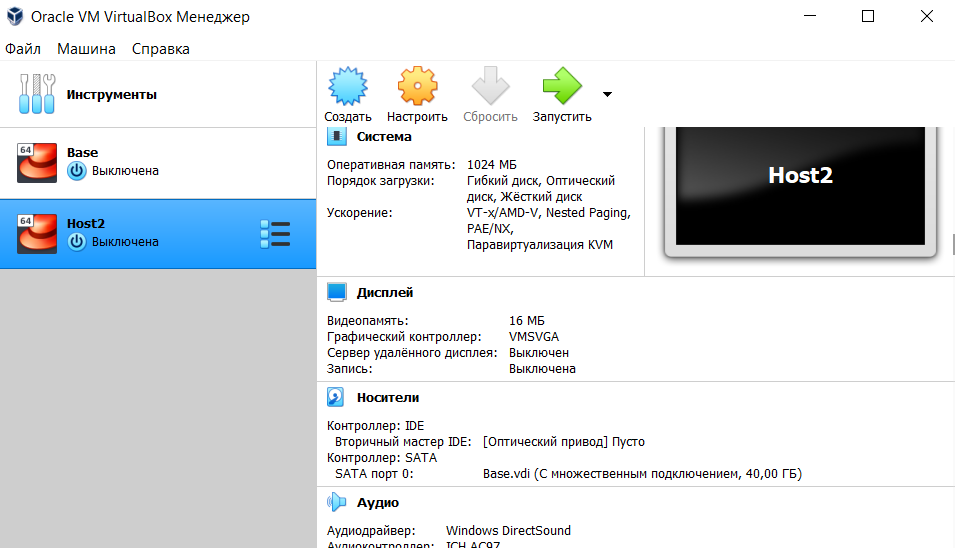 Oracle VM VirtualBox Менеджер
Файл Машина Справка
Инструменты
64
Base
Выключена
64
Host2
Выключена
Создать Настроить Сбросить Запустить
Система
Оперативная память: 1024 МБ
Порядок загрузки: Гибкий диск, Оптический
диск, Жёсткий диск
Ускорение: VT-x/AMD-V, Nested Paging,
PAE/NX,
Паравиртуализация KVM
Host2
Дисплей
Видеопамять: 16 МБ
Графический контроллер: VMSVGA
Сервер удалённого дисплея: Выключен
Запись: Выключена
Носители
Контроллер: IDE
Вторичный мастер IDE: [Оптический привод] Пусто
Контроллер: SATA
SATA порт 0: Base.vdi (С множественным подключением, 40,00 ГБ)
Аудио
Аудиодрайвер: Windows DirectSound
Аудиоконтроллер: ICH AC97